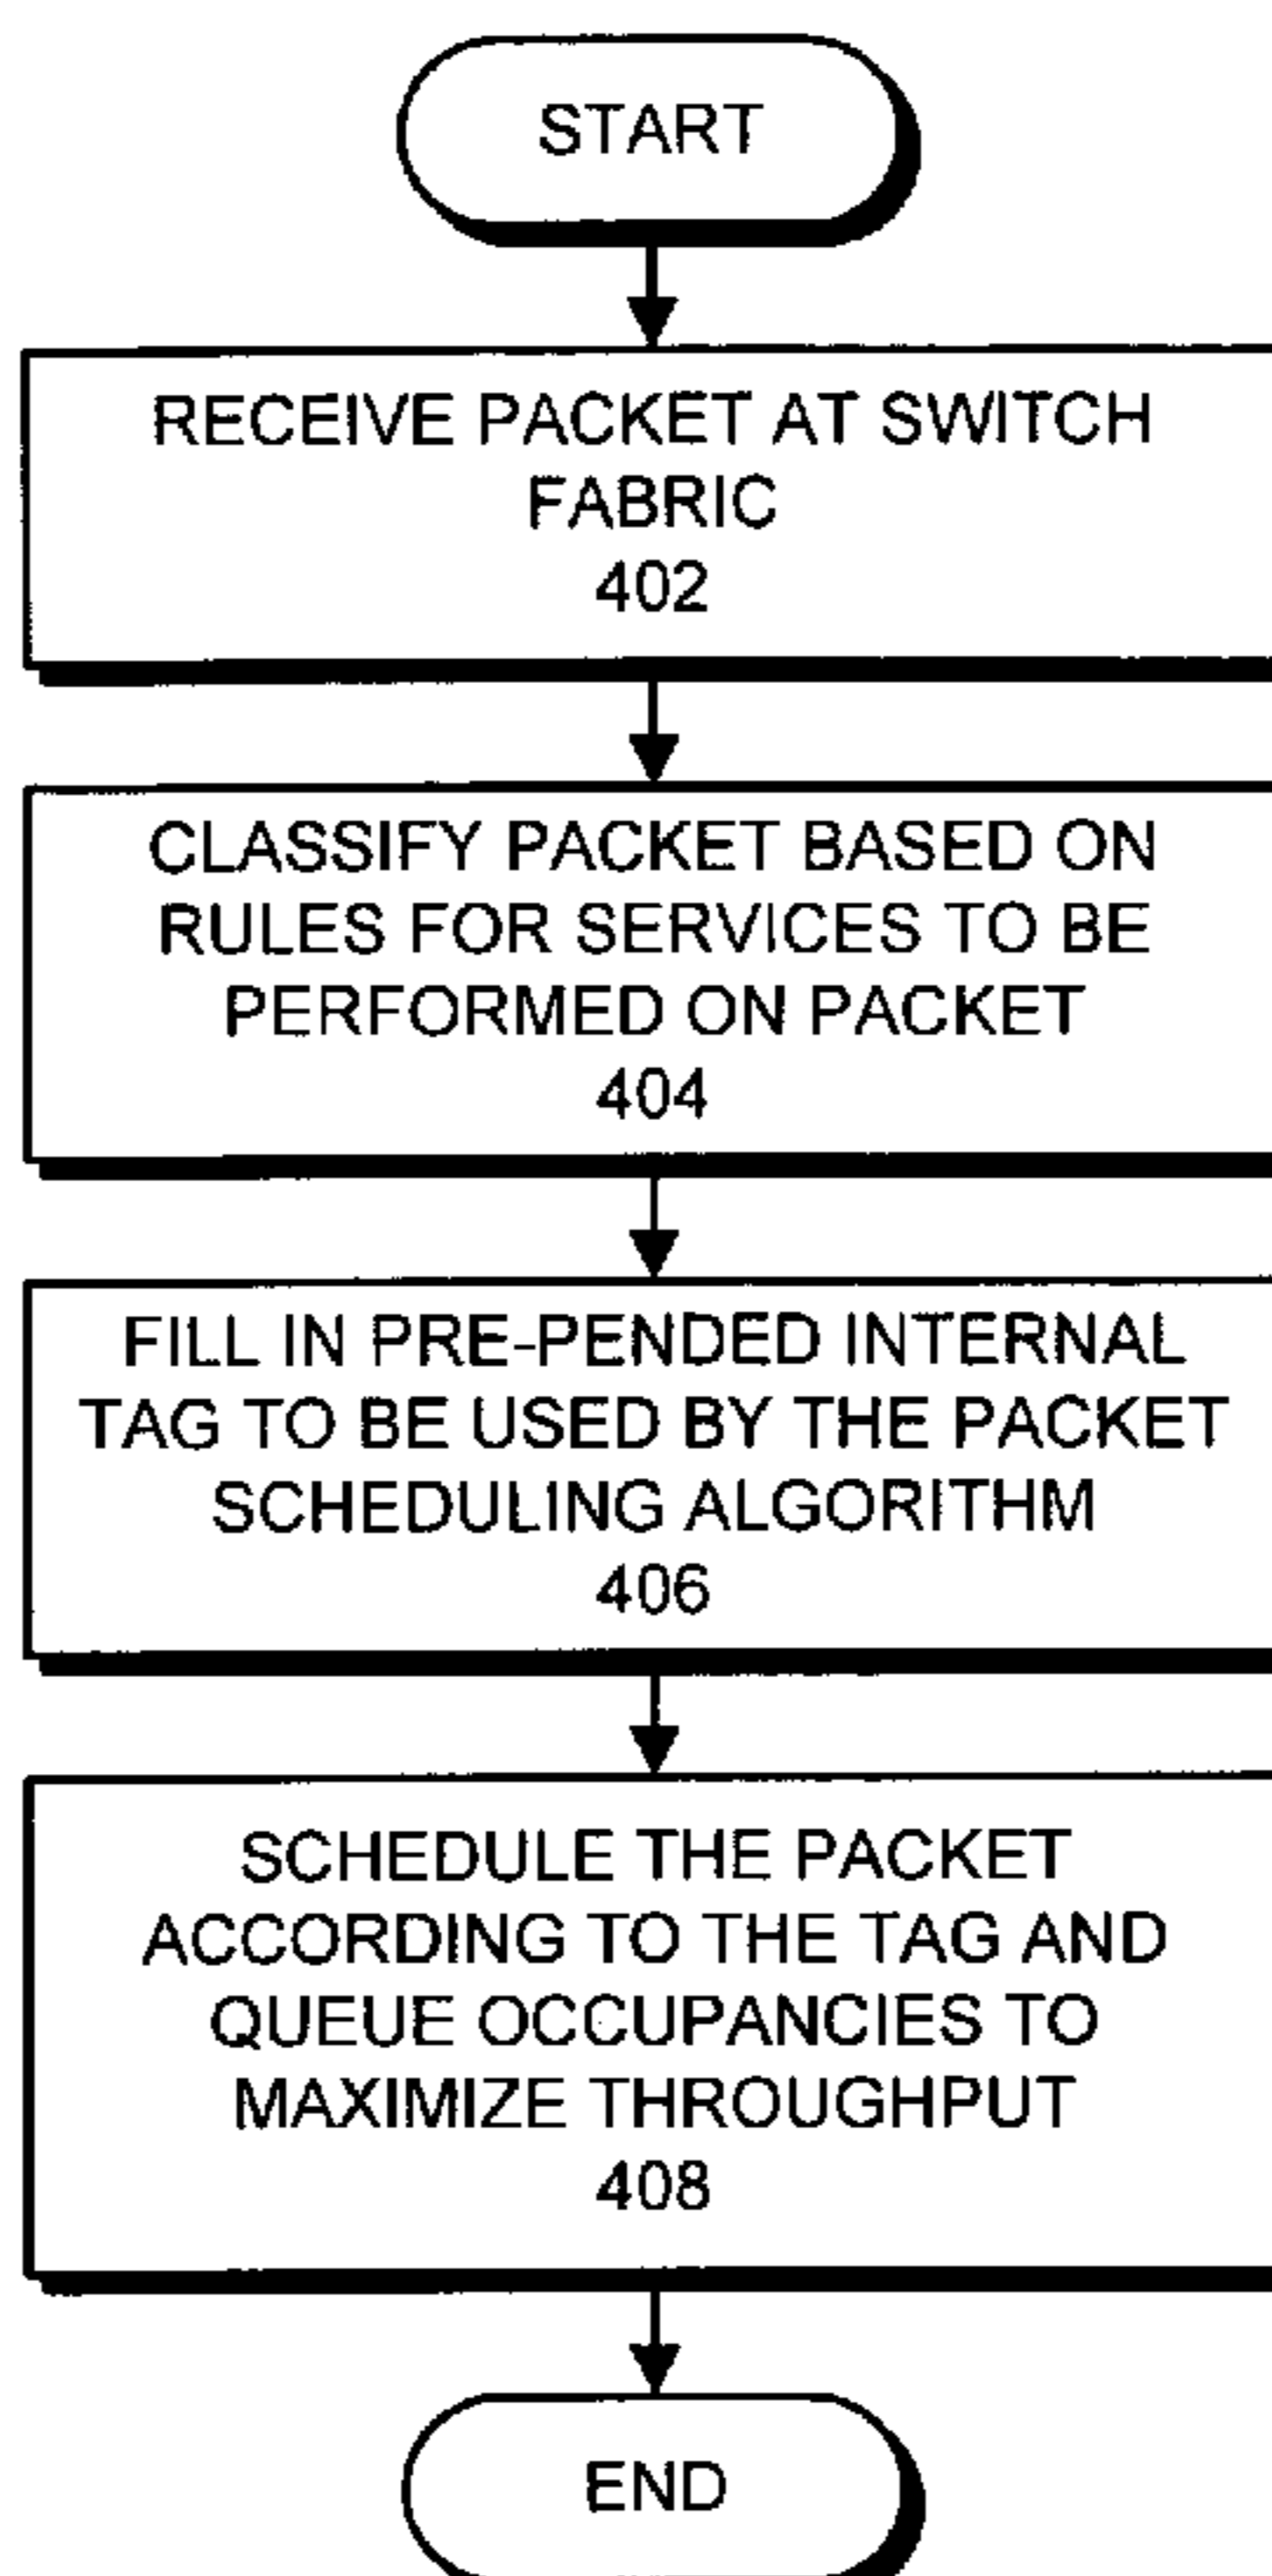 START
RECEIVE PACKET AT SWITCH
FABRIC
402
CLASSIFY PACKET BASED ON
RULES FOR SERVICES TO BE
PERFORMED ON PACKET
404
FILL IN PRE-PENDED INTERNAL
TAG TO BE USED BY THE PACKET
SCHEDULING ALGORITHM
406
SCHEDULE THE PACKET
ACCORDING TO THE TAG AND
QUEUE OCCUPANCIES TO
MAXIMIZE THROUGHPUT
408
END